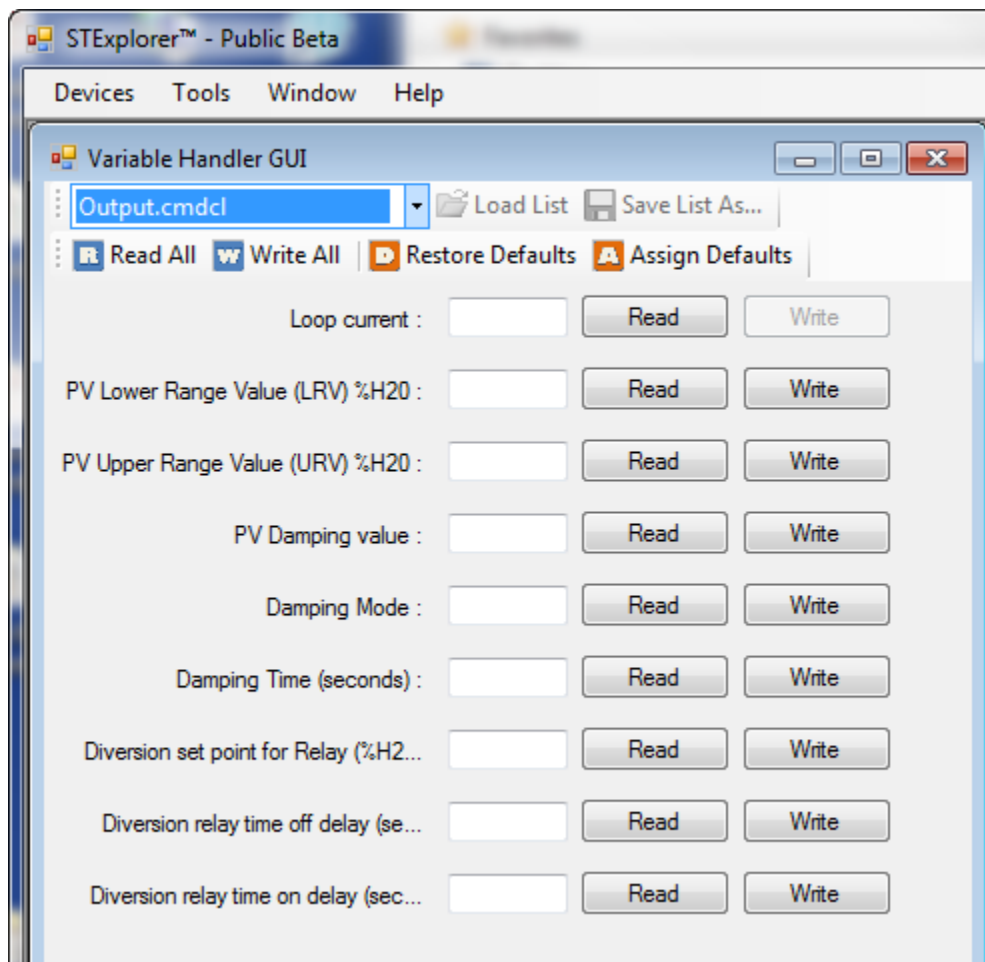 STExplorer™ - Public Beta
Favorites
Devices Tools Window Help
Variable Handler GUI
Output.cmdcl Load List Save List As...
R Read All W Write All D Restore Defaults A Assign Defaults
Loop current : Read Write
PV Lower Range Value (LRV) %H20 : Read Write
PV Upper Range Value (URV) %H20 : Read Write
PV Damping value : Read Write
Damping Mode : Read Write
Damping Time (seconds) : Read Write
Diversion set point for Relay (%H2... Read Write
Diversion relay time off delay (se... Read Write
Diversion relay time on delay (sec... Read Write